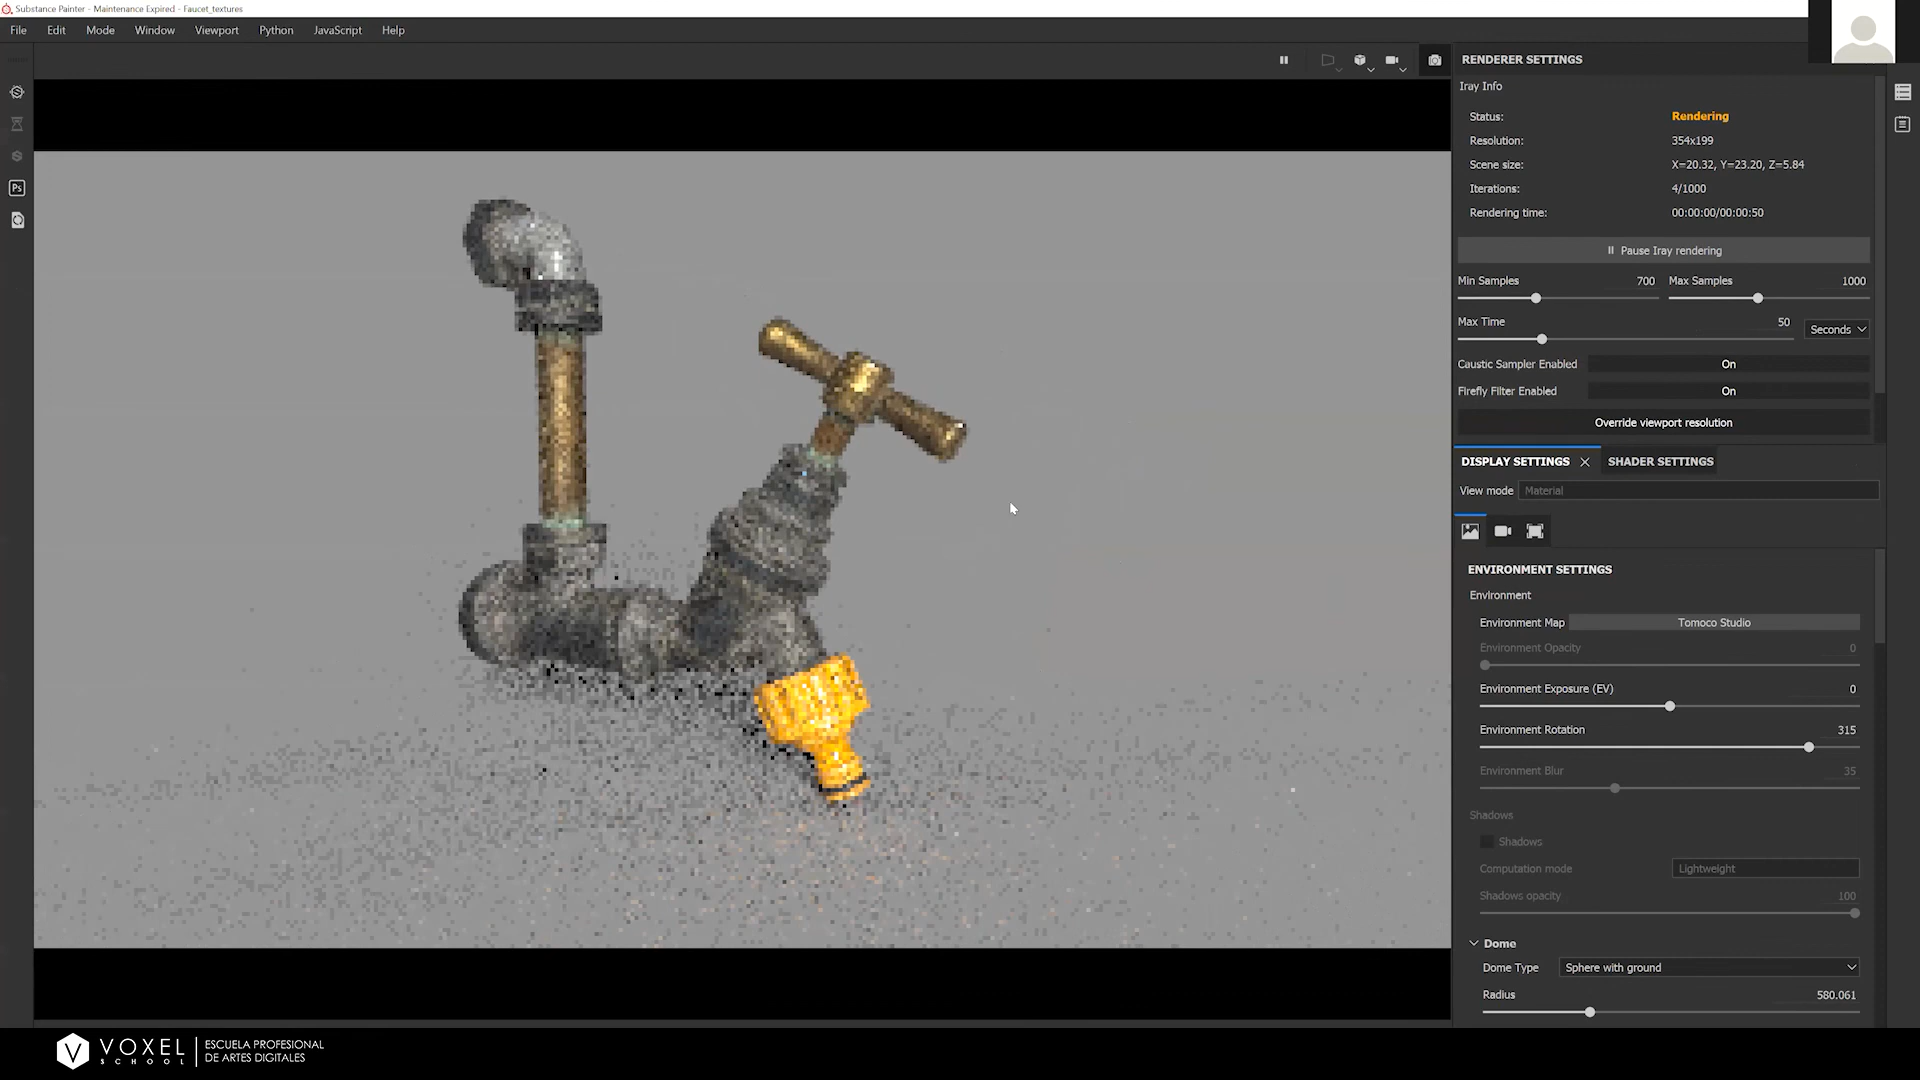 Substance Painter - Maintenance Expired - Faucet_textures
File Edit Mode Window Viewport Python JavaScript Help
Ps
RENDERER SETTINGS
Iray Info
Status: Rendering
Resolution: 354x199
Scene size: X=20.32, Y=23.20, Z=5.84
Iterations: 4/1000
Rendering time: 00:00:00/00:00:50
Pause Iray rendering
Min Samples 700 Max Samples 1000
Max Time 50 Seconds
Caustic Sampler Enabled On
Firefly Filter Enabled On
Override viewport resolution
DISPLAY SETTINGS SHADER SETTINGS
View mode Material
ENVIRONMENT SETTINGS
Environment
Environment Map Tomoco Studio
Environment Opacity 0
Environment Exposure (EV) 0
Environment Rotation 315
Environment Blur 35
Shadows
Shadows
Computation mode Lightweight
Shadows opacity 100
Dome
Dome Type Sphere with ground
Radius 580.061
VOXEL
SCHOOL
ESCUELA PROFESIONAL
DE ARTES DIGITALES